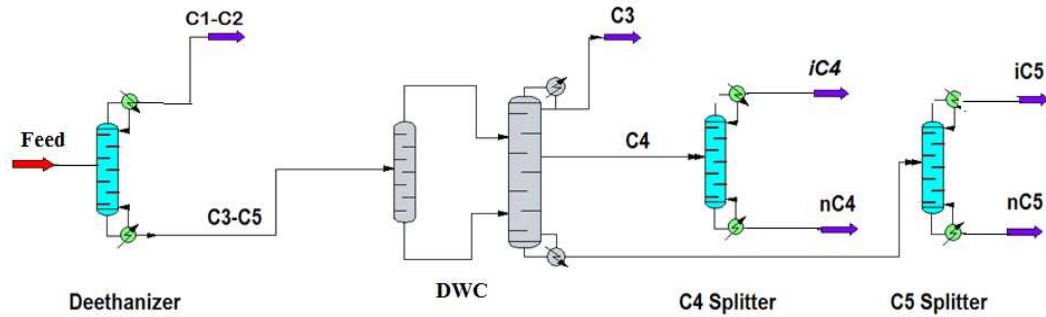 C1-C2
C3
iC4
iC5
Feed
C4
C3-C5
nC4
nC5
Deethanizer
DWC
C4 Splitter
C5 Splitter